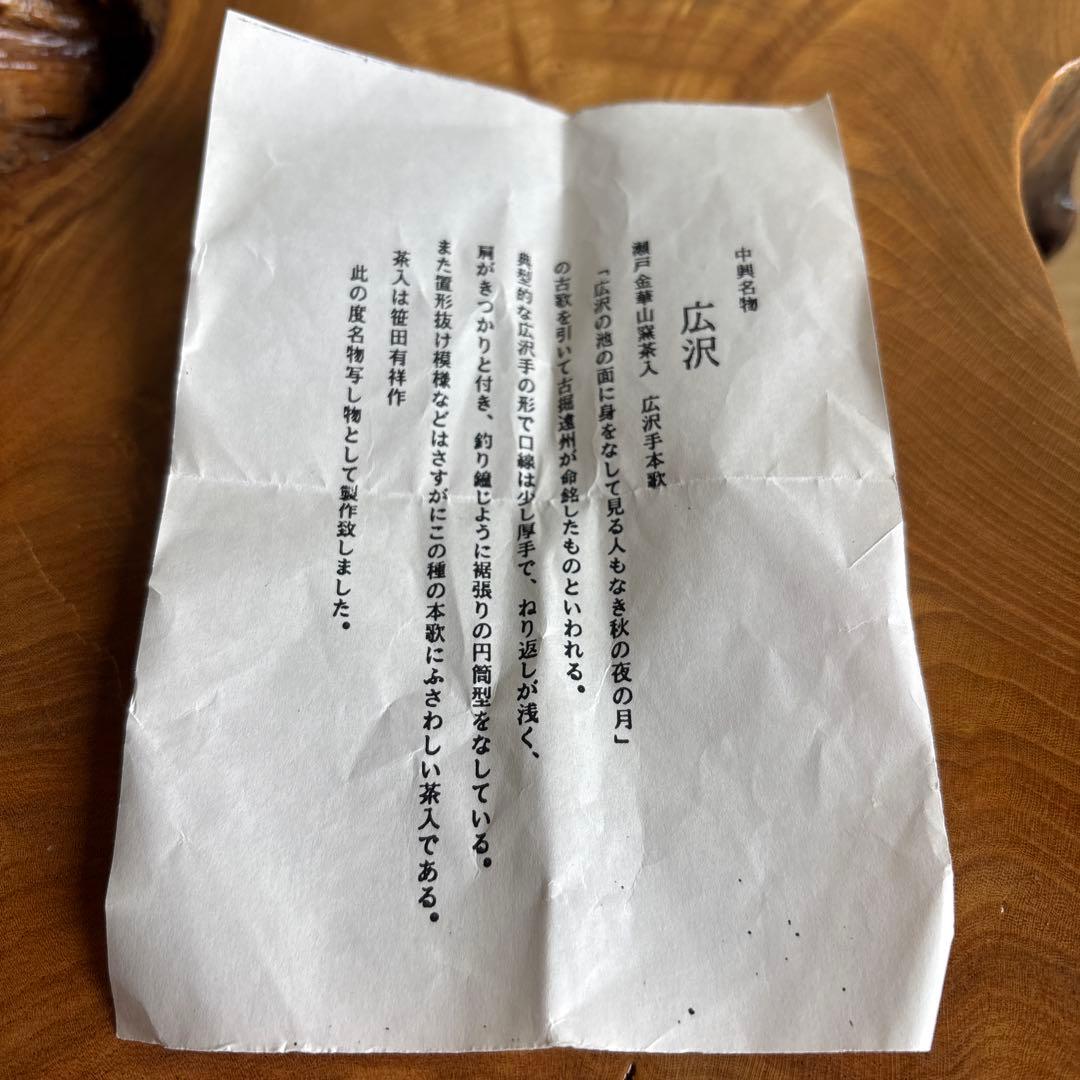 中興名物
広沢
瀬戸金華山窯茶入　広沢手本歌
「広沢の池の面に身をなして見る人もなき秋の夜の月」
の古歌を引いて古掘遠州が命銘したものといわれる。
典型的な広沢手の形で口線は少し厚手で、ねり返しが浅く、
肩がきつかりと付き、釣り鐘じように裾張りの円筒型をなしている。
また置形抜け模様などはさすがにこの種の本歌にふさわしい茶入である。
茶入は笹田有祥作
此の度名物写し物として製作致しました。